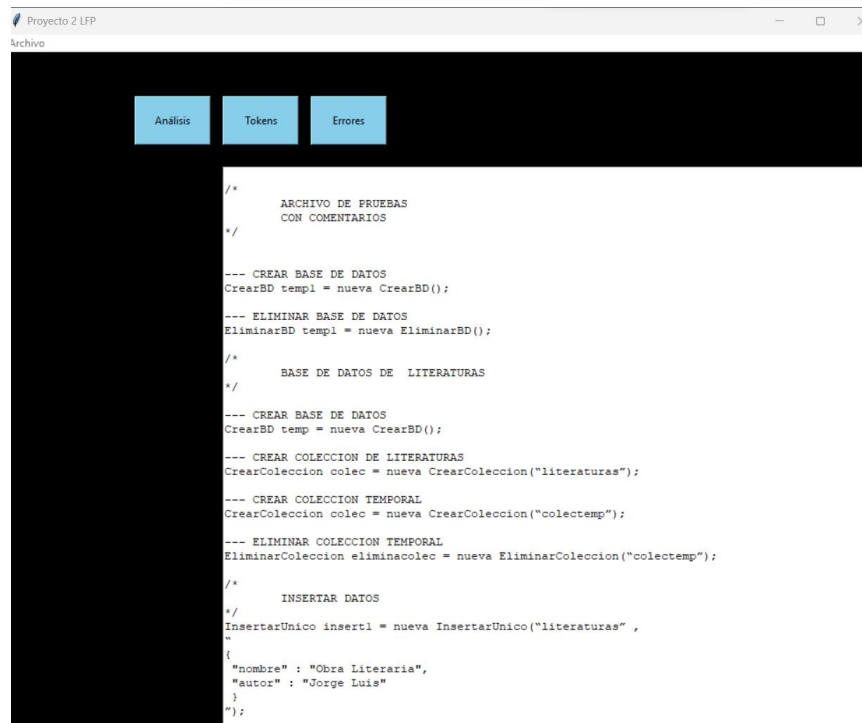 Proyecto 2 LFP
Archivo
Análisis Tokens Errores
/*
ARCHIVO DE PRUEBAS
CON COMENTARIOS
*/
--- CREAR BASE DE DATOS
CrearBD temp1 = nueva CrearBD();
--- ELIMINAR BASE DE DATOS
EliminarBD temp1 = nueva EliminarBD();
/*
BASE DE DATOS DE  LITERATURAS
*/
--- CREAR BASE DE DATOS
CrearBD temp = nueva CrearBD();
--- CREAR COLECCION DE LITERATURAS
CrearColeccion colec = nueva CrearColeccion(“literaturas”);
--- CREAR COLECCION TEMPORAL
CrearColeccion colec = nueva CrearColeccion(“colectemp”);
--- ELIMINAR COLECCION TEMPORAL
EliminarColeccion eliminacolec = nueva EliminarColeccion(“colectemp”);
/*
INSERTAR DATOS
*/
InsertarUnico insert1 = nueva InsertarUnico(“literaturas” ,
“
{
"nombre" : "Obra Literaria",
"autor" : "Jorge Luis"
}
”);